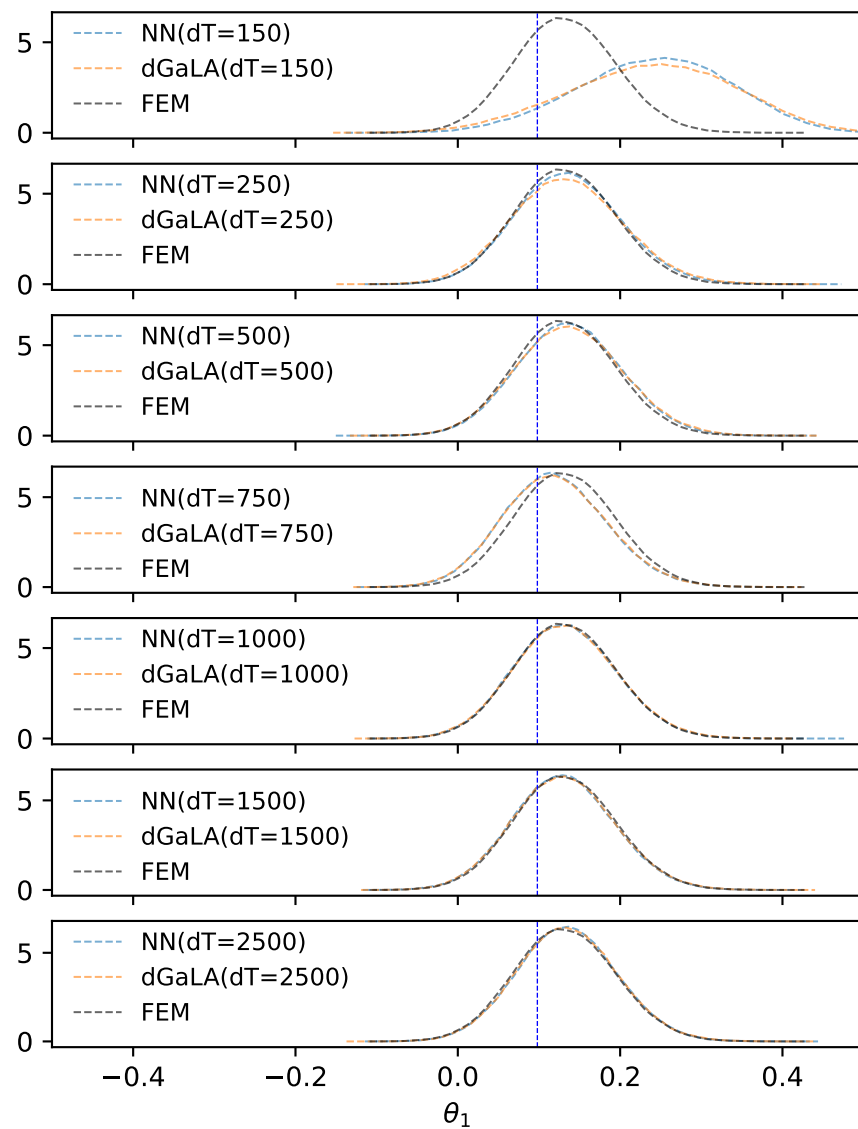 5
0
NN(dT=150)
dGaLA(dT=150)
FEM
5
0
NN(dT=250)
dGaLA(dT=250)
FEM
5
0
NN(dT=500)
dGaLA(dT=500)
FEM
5
0
NN(dT=750)
dGaLA(dT=750)
FEM
5
0
NN(dT=1000)
dGaLA(dT=1000)
FEM
5
0
NN(dT=1500)
dGaLA(dT=1500)
FEM
5
0
NN(dT=2500)
dGaLA(dT=2500)
FEM
−0.4 −0.2 0.0 0.2 0.4
θ₁